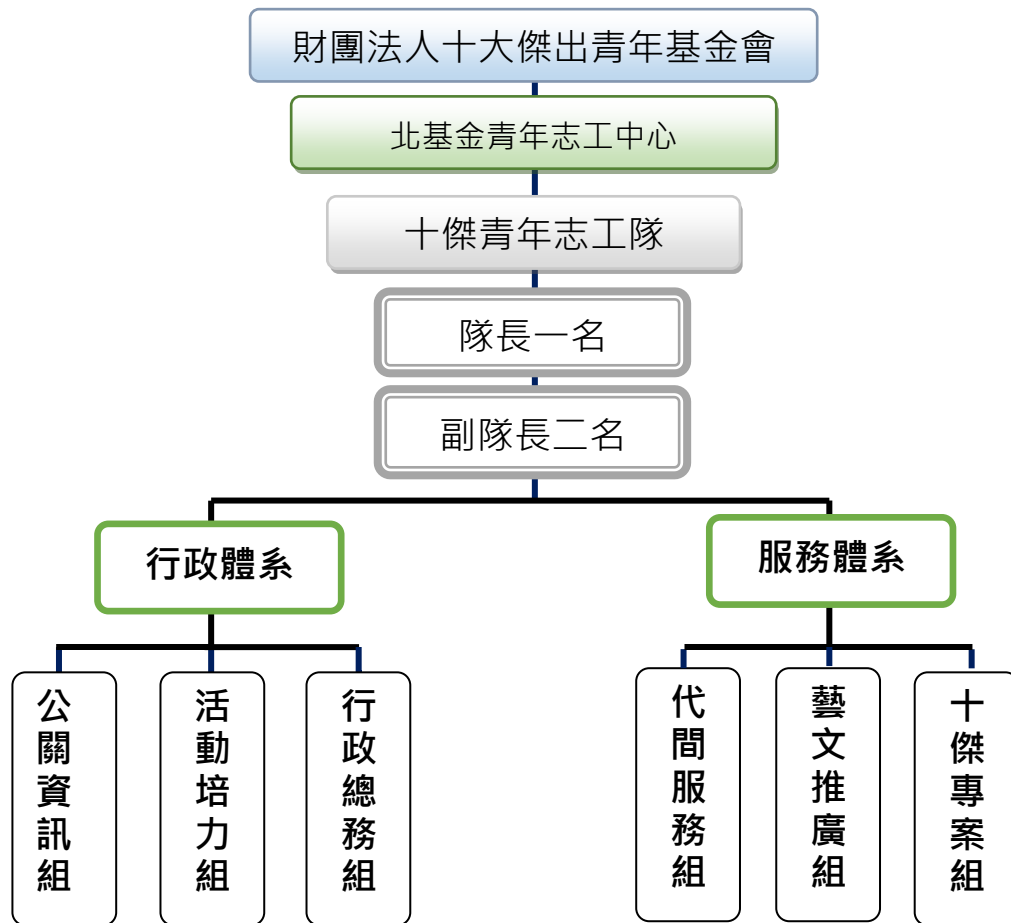 財團法人十大傑出青年基金會
北基金青年志工中心
十傑青年志工隊
隊長一名
副隊長二名
行政體系
服務體系
公關資訊組
活動培力組
行政總務組
代間服務組
藝文推廣組
十傑專案組